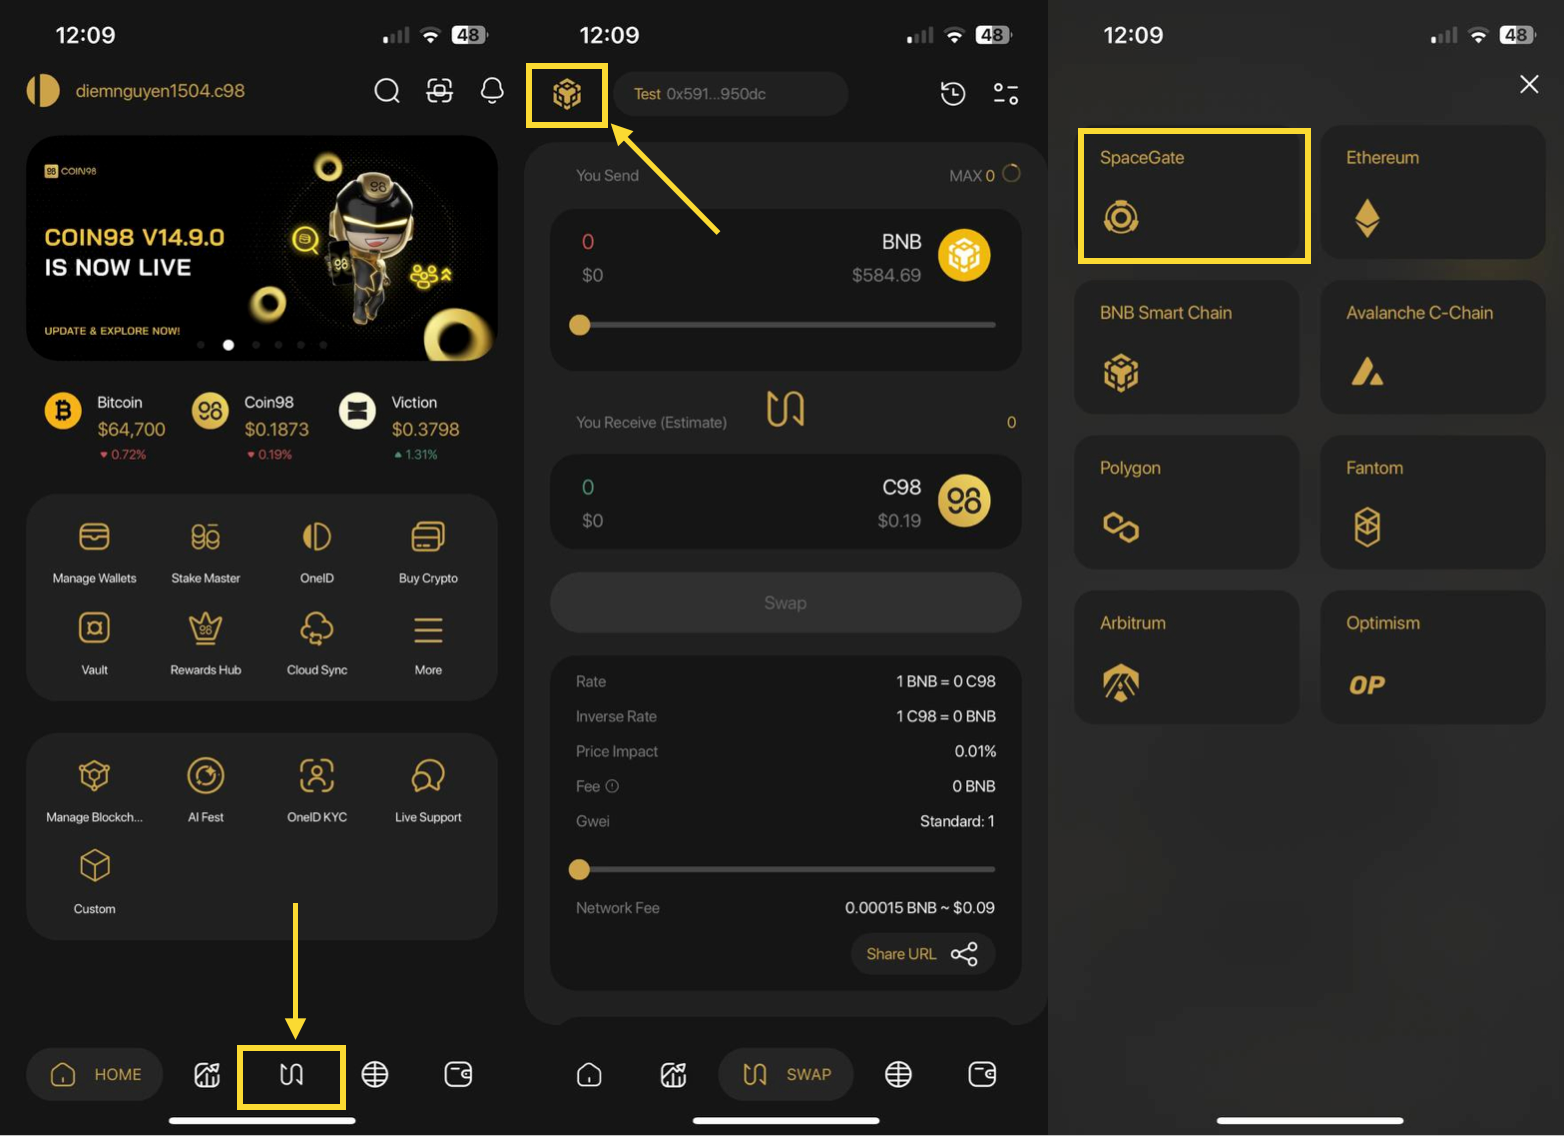 12:09
48
diemnguyen1504.c98
98 COIN98
COIN98 V14.9.0
IS NOW LIVE
UPDATE & EXPLORE NOW!
98
98
Bitcoin
$64,700
0.72%
Coin98
$0.1873
0.19%
Viction
$0.3798
1.31%
Manage Wallets
Stake Master
OneID
Buy Crypto
Vault
Rewards Hub
Cloud Sync
More
Manage Blockch...
AI Fest
OneID KYC
Live Support
Custom
HOME
12:09
48
Test 0x591...950dc
You Send
MAX 0
0
BNB
$0
$584.69
You Receive (Estimate)
0
0
C98
$0
$0.19
Swap
Rate
1 BNB = 0 C98
Inverse Rate
1 C98 = 0 BNB
Price Impact
0.01%
Fee
0 BNB
Gwei
Standard: 1
Network Fee
0.00015 BNB ~ $0.09
Share URL
SWAP
12:09
48
SpaceGate
Ethereum
BNB Smart Chain
Avalanche C-Chain
Polygon
Fantom
Arbitrum
Optimism
OP